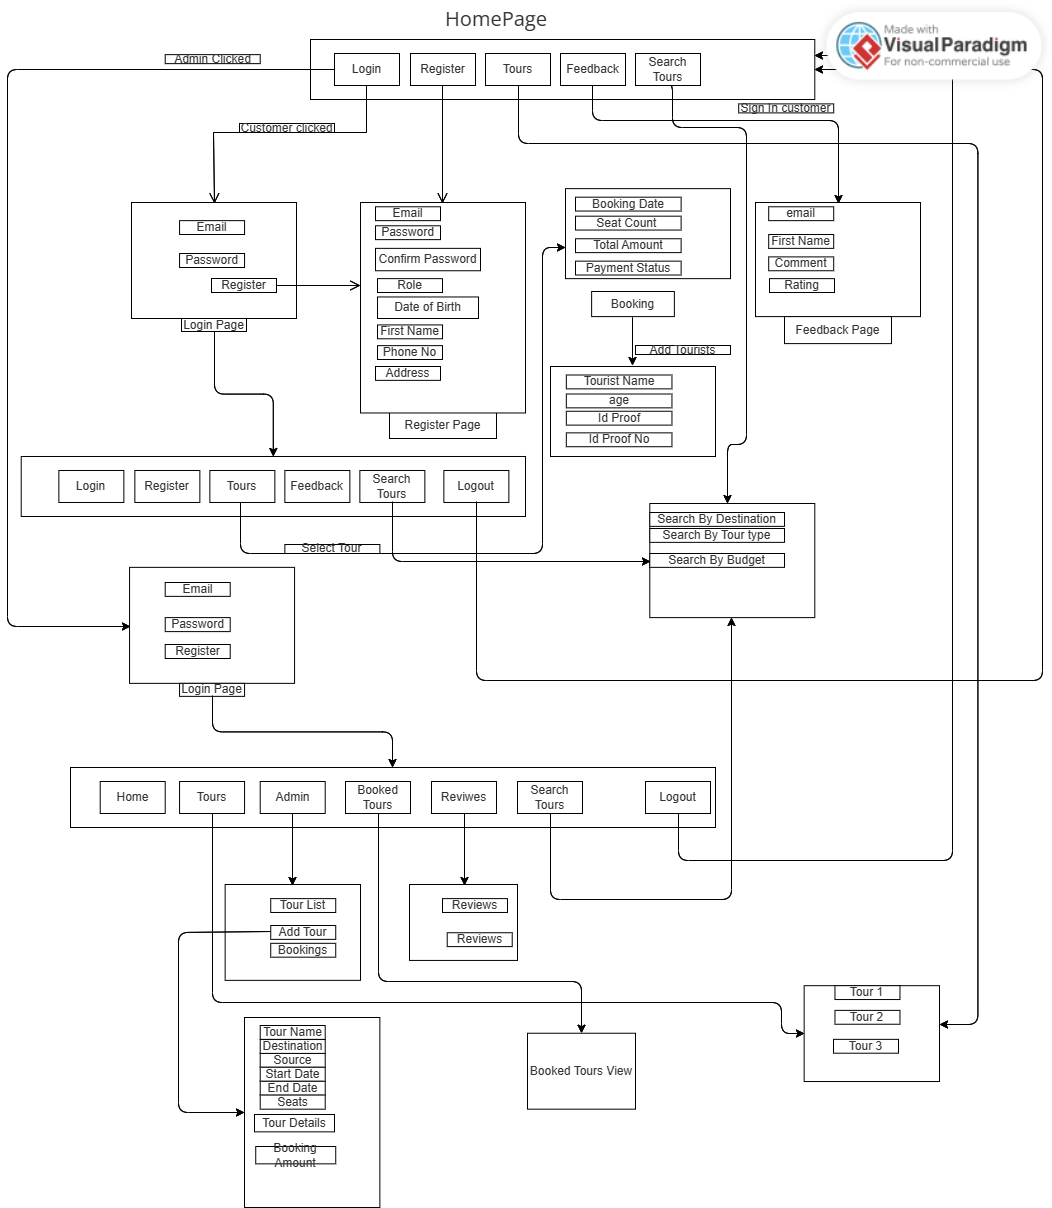 HomePage
Made with
VisualParadigm
For non-commercial use
Admin Clicked
Login
Register
Tours
Feedback
Search
Tours
Sign In customer
Customer clicked
Email
Password
Register
Login Page
Email
Password
Confirm Password
Role
Date of Birth
First Name
Phone No
Address
Register Page
Booking Date
Seat Count
Total Amount
Payment Status
Booking
Add Tourists
Tourist Name
age
Id Proof
Id Proof No
email
First Name
Comment
Rating
Feedback Page
Login
Register
Tours
Feedback
Search
Tours
Logout
Select Tour
Search By Destination
Search By Tour type
Search By Budget
Email
Password
Register
Login Page
Home
Tours
Admin
Booked
Tours
Reviwes
Search
Tours
Logout
Tour List
Add Tour
Bookings
Reviews
Reviews
Tour 1
Tour 2
Tour 3
Tour Name
Destination
Source
Start Date
End Date
Seats
Tour Details
Booking
Amount
Booked Tours View